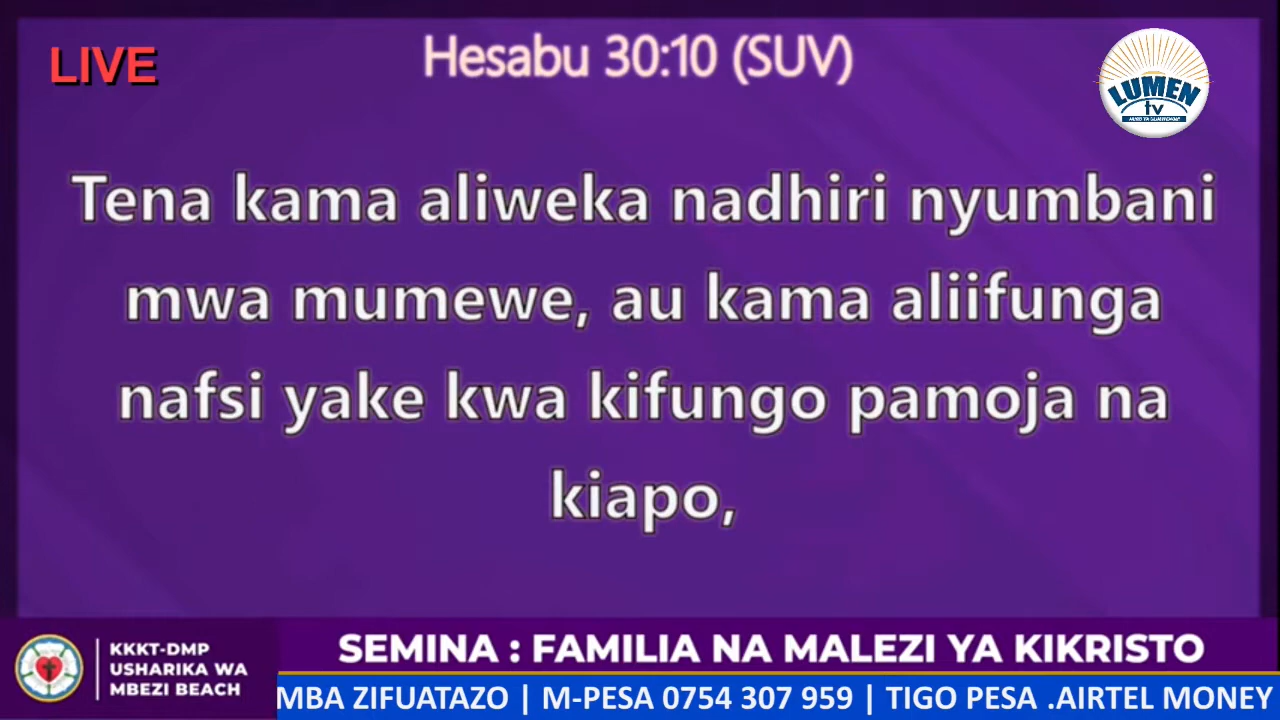 LIVE
Hesabu 30:10 (SUV)
LUMEN
tv
Tena kama aliweka nadhiri nyumbani
mwa mumewe, au kama aliifunga
nafsi yake kwa kifungo pamoja na
kiapo,
KKKT-DMP
USHARIKA WA
MBEZI BEACH
SEMINA : FAMILIA NA MALEZI YA KIKRISTO
MBA ZIFUATAZO | M-PESA 0754 307 959 | TIGO PESA .AIRTEL MONEY